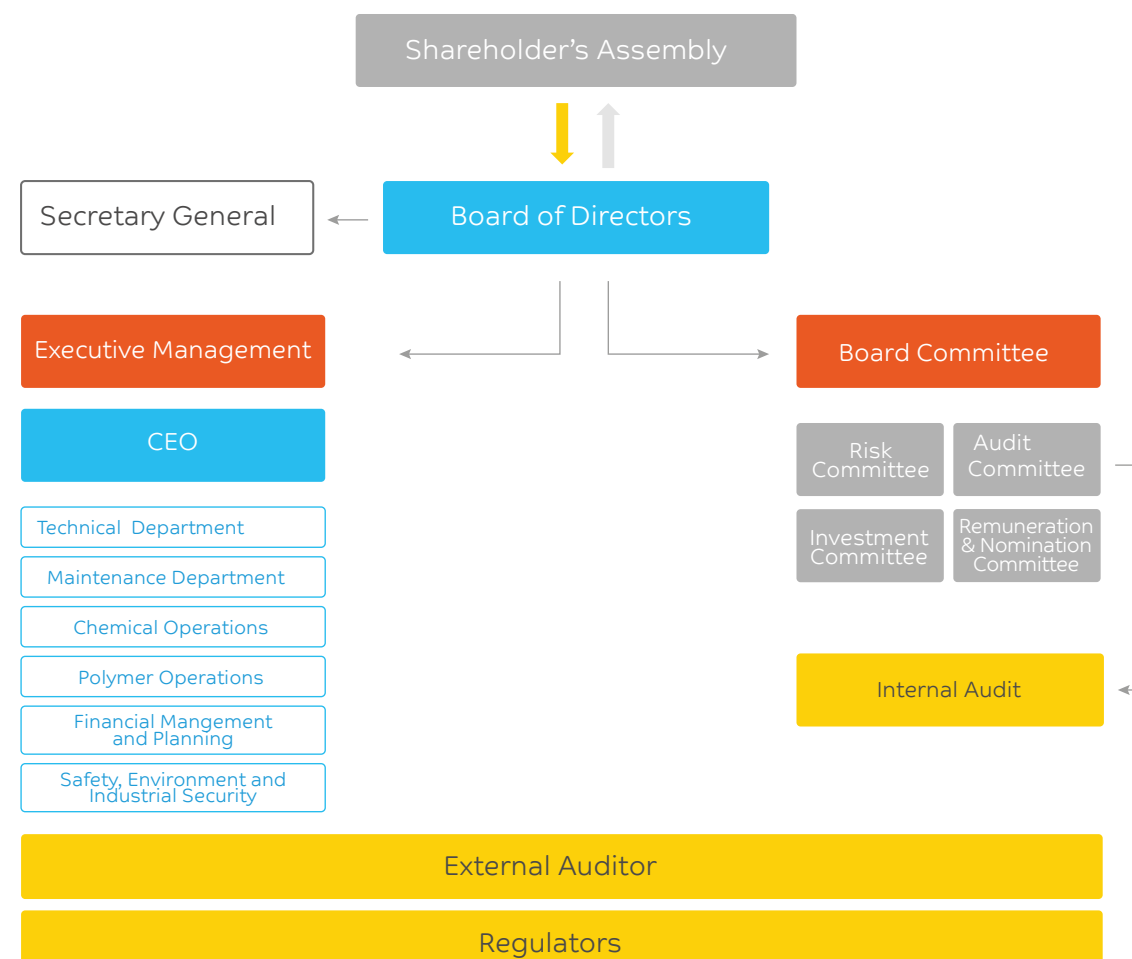 Shareholder’s Assembly
Secretary General
Board of Directors
Executive Management
Board Committee
CEO
Risk
Committee
Audit
Committee
Technical Department
Maintenance Department
Investment
Committee
Remuneration
& Nomination
Committee
Chemical Operations
Polymer Operations
Internal Audit
Financial Mangement
and Planning
Safety, Environment and
Industrial Security
External Auditor
Regulators